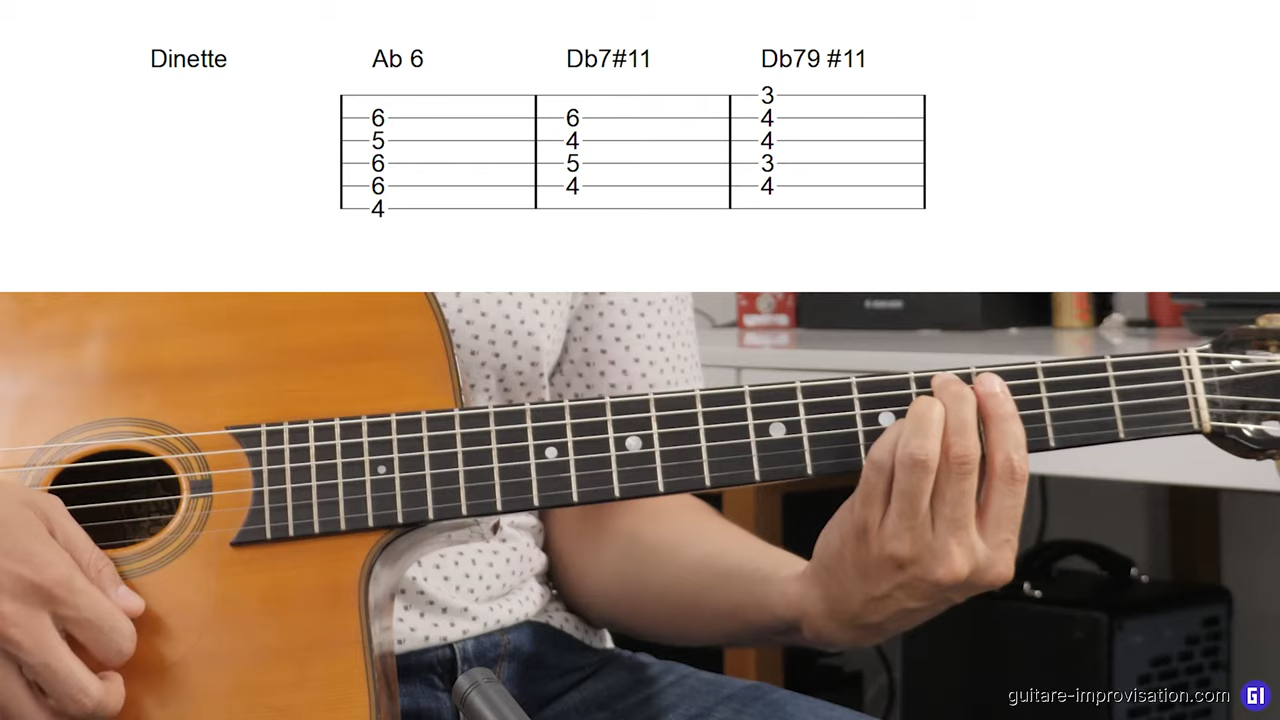 Dinette Ab 6 Db7#11 Db79 #11
3
6 6 4
5 4 4
6 5 3
6 4 4
4
guitare-improvisation.com GI